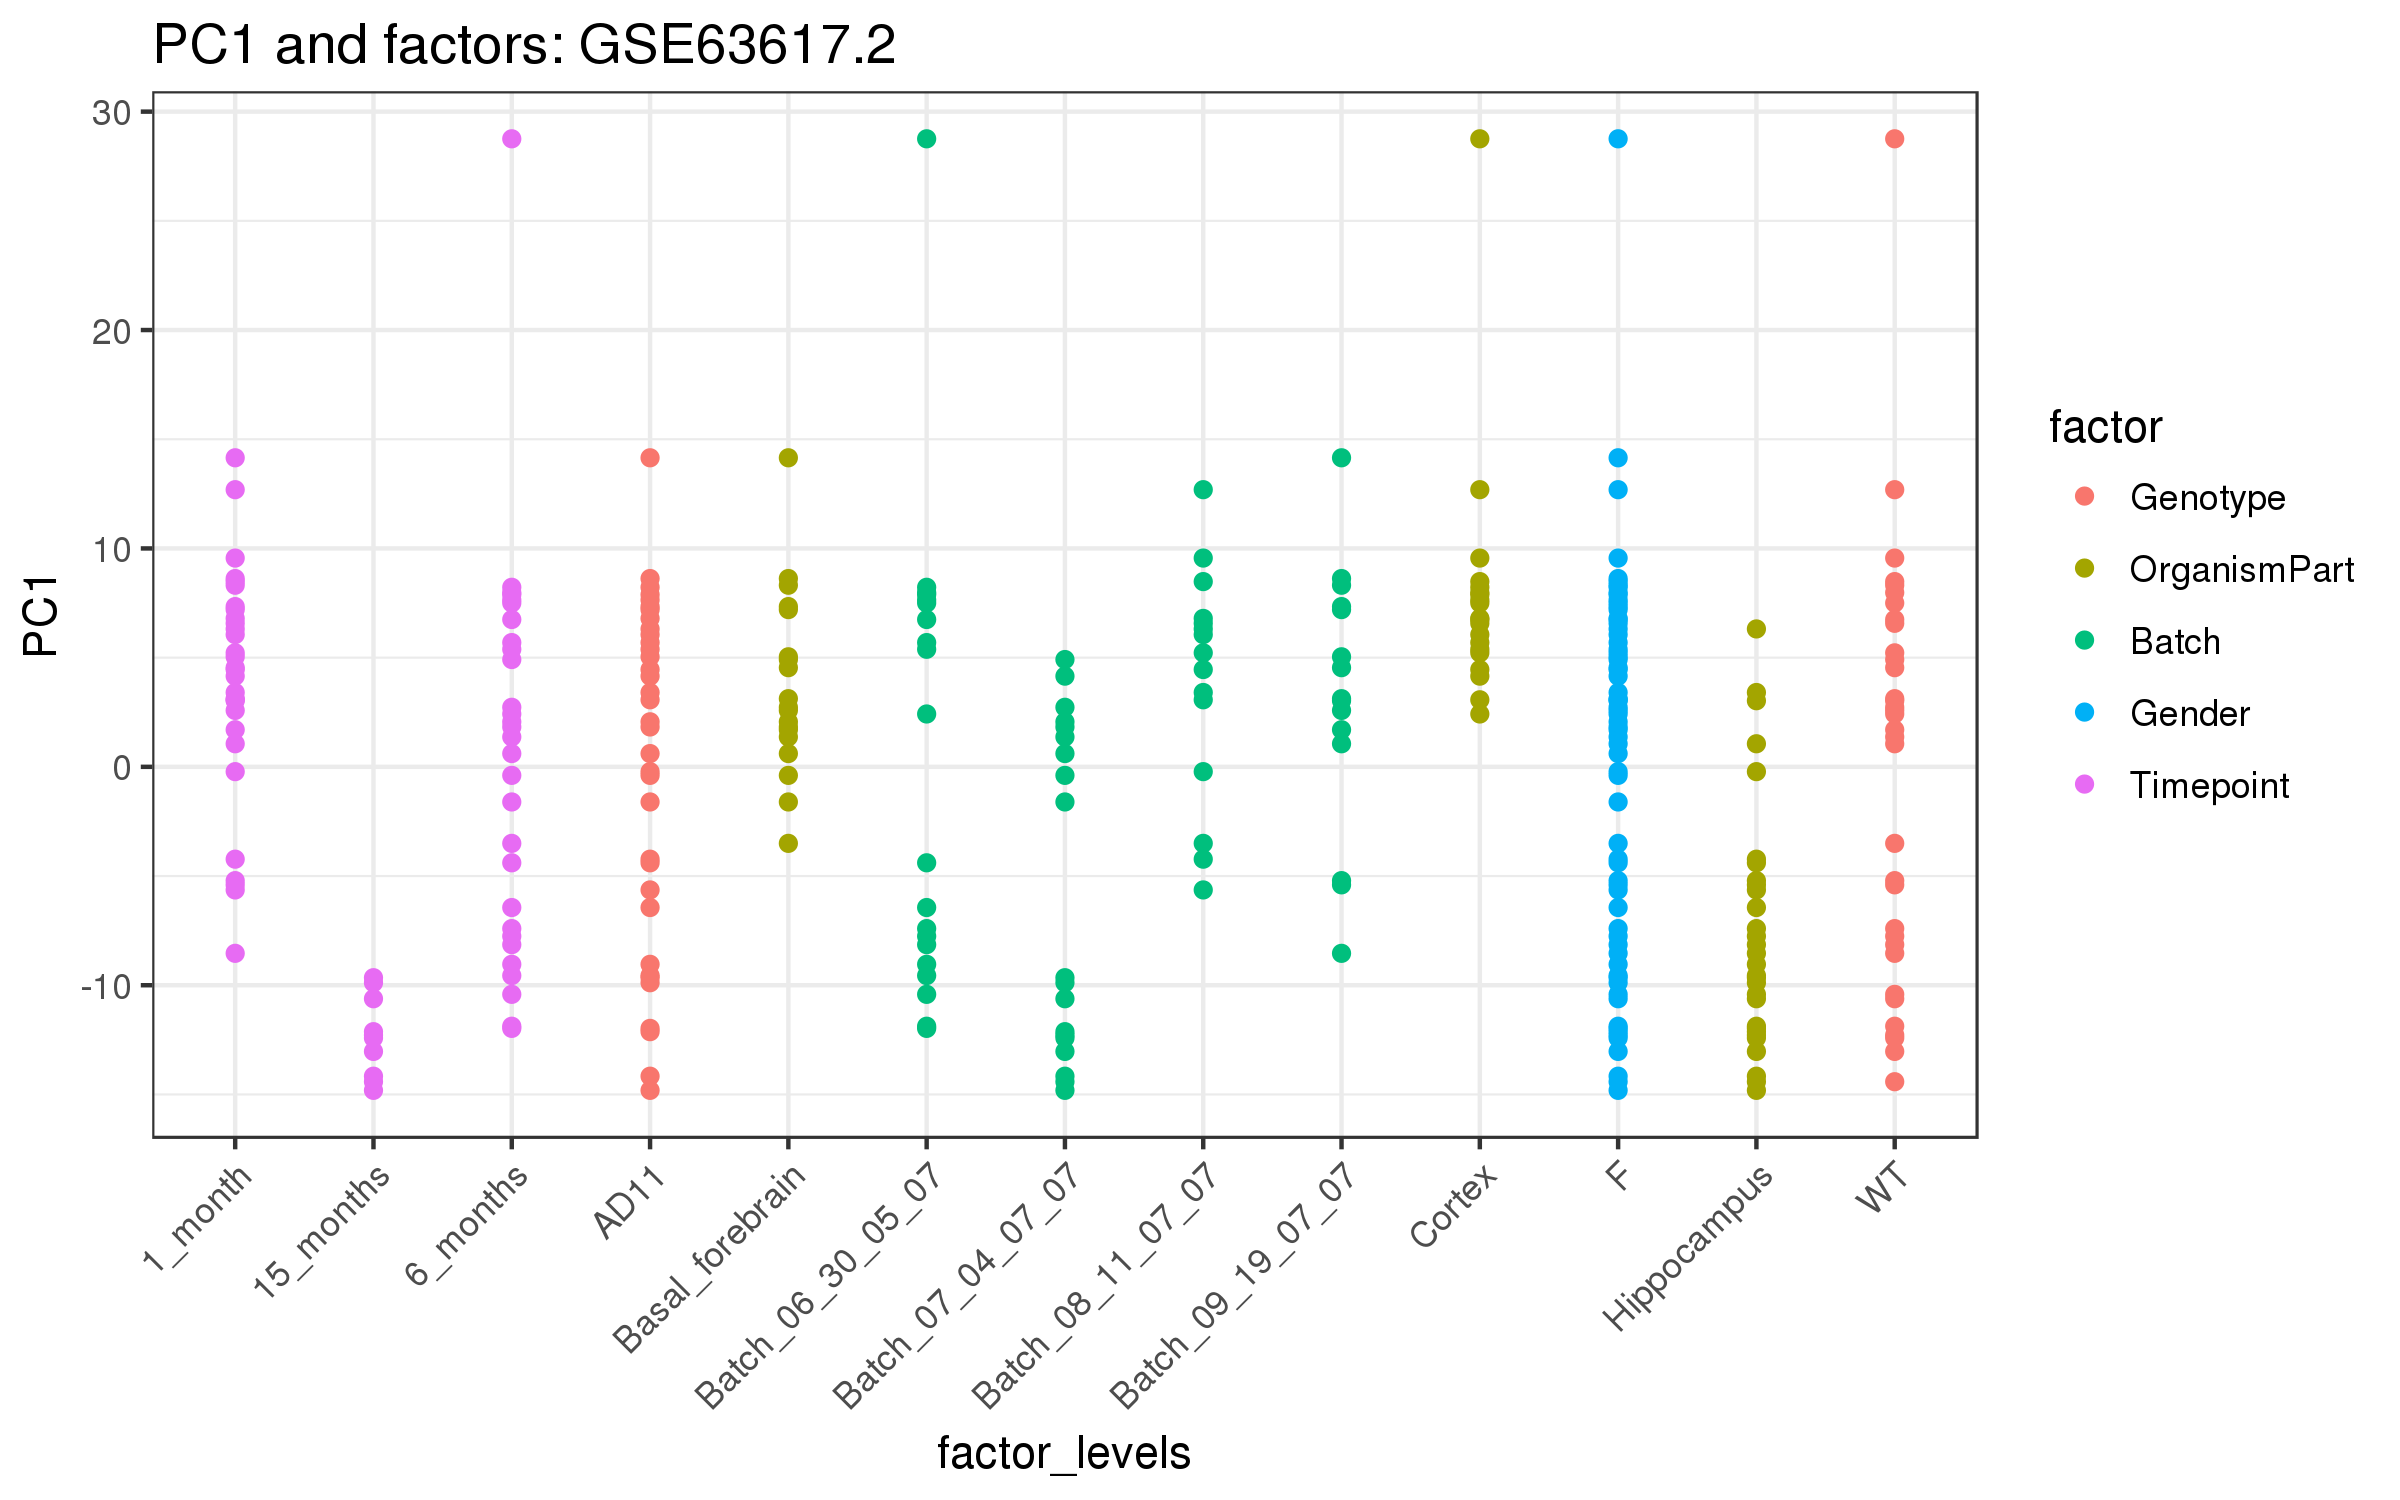 PC1 and factors: GSE63617.2
30
20
10
0
-10
PC1
1_month
15_months
6_months
AD11
Basal_forebrain
Batch_06_30_05_07
Batch_07_04_07_07
Batch_08_11_07_07
Batch_09_19_07_07
Cortex
F
Hippocampus
WT
factor_levels
factor
Genotype
OrganismPart
Batch
Gender
Timepoint